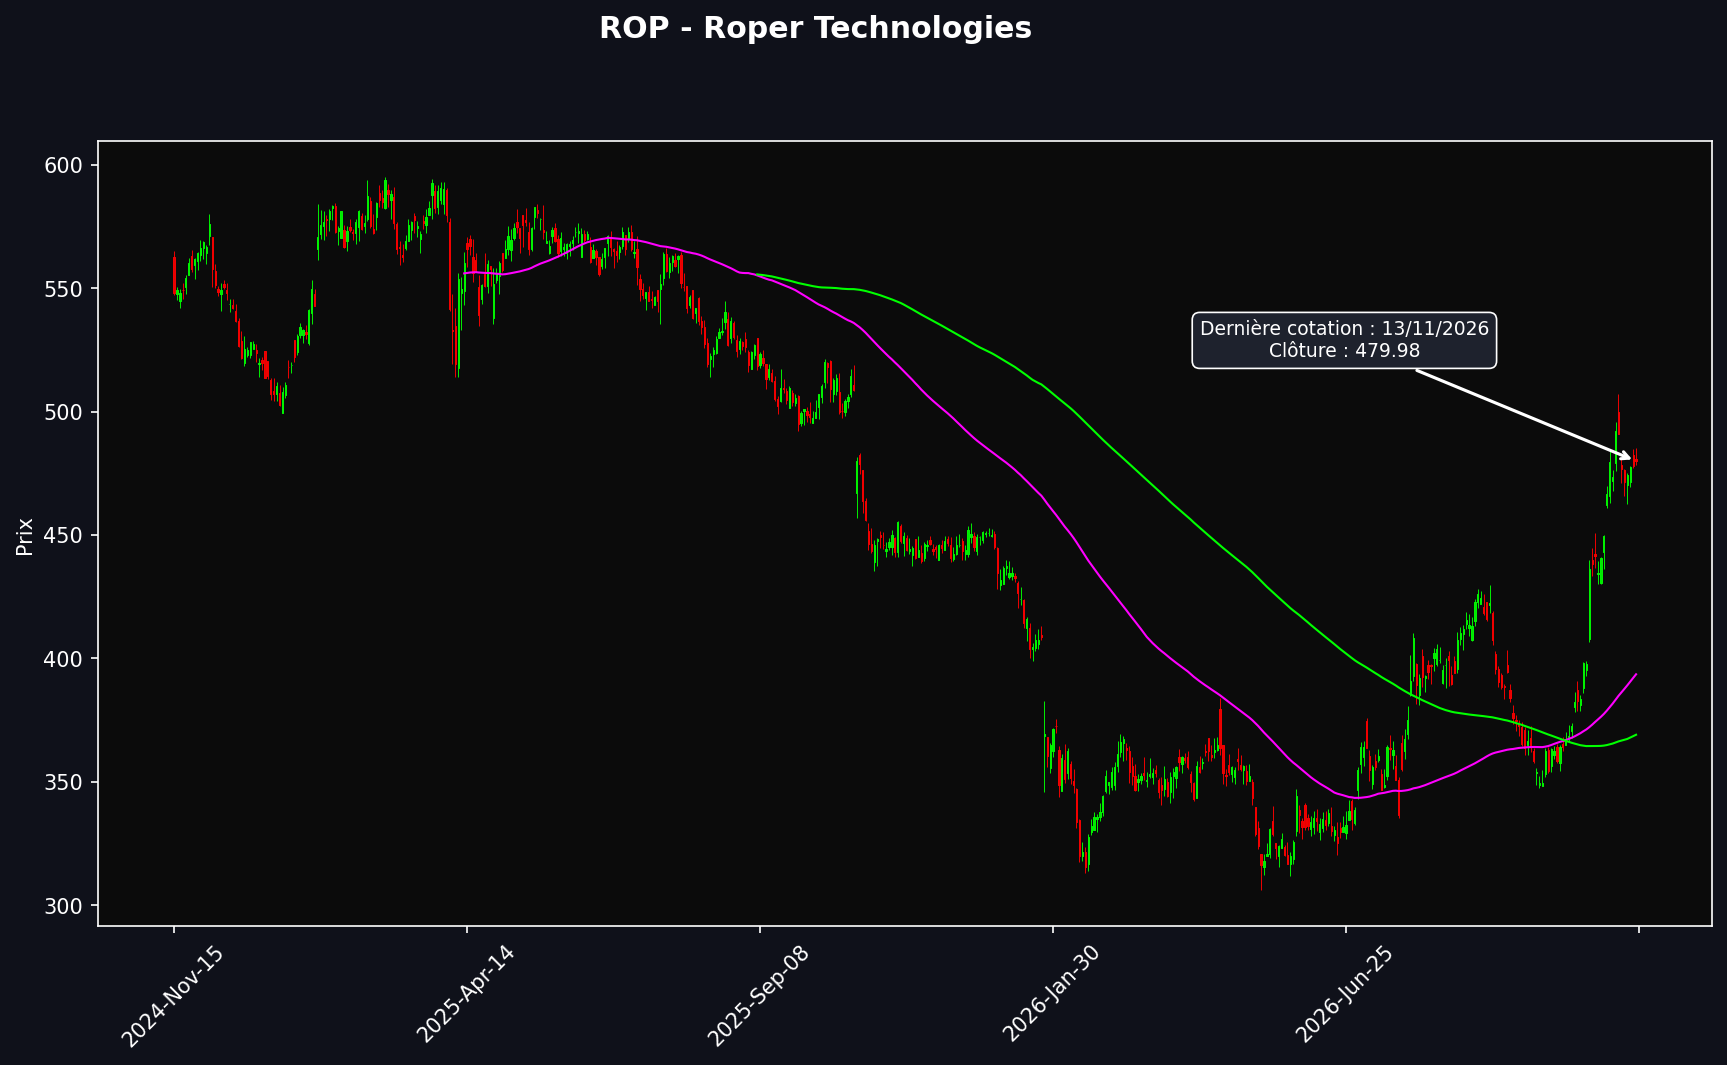 ROP - Roper Technologies
600
550
500
450
400
350
300
Prix
Dernière cotation : 13/11/2026
Clôture : 479.98
2024-Nov-15
2025-Apr-14
2025-Sep-08
2026-Jan-30
2026-Jun-25